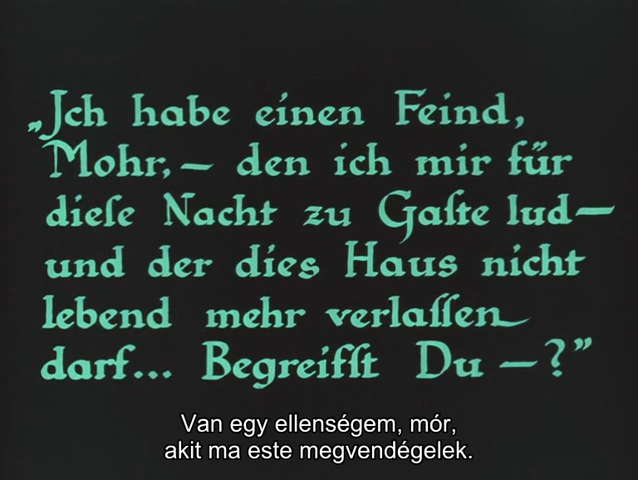 „Ich habe einen Feind,
Mohr, — den ich mir für
dieſe Nacht zu Gaſte lud —
und der dies Haus nicht
lebend mehr verlaſſen
darf... Begreifſt Du — ?”
Van egy ellenségem, mór,
akit ma este megvendégelek.